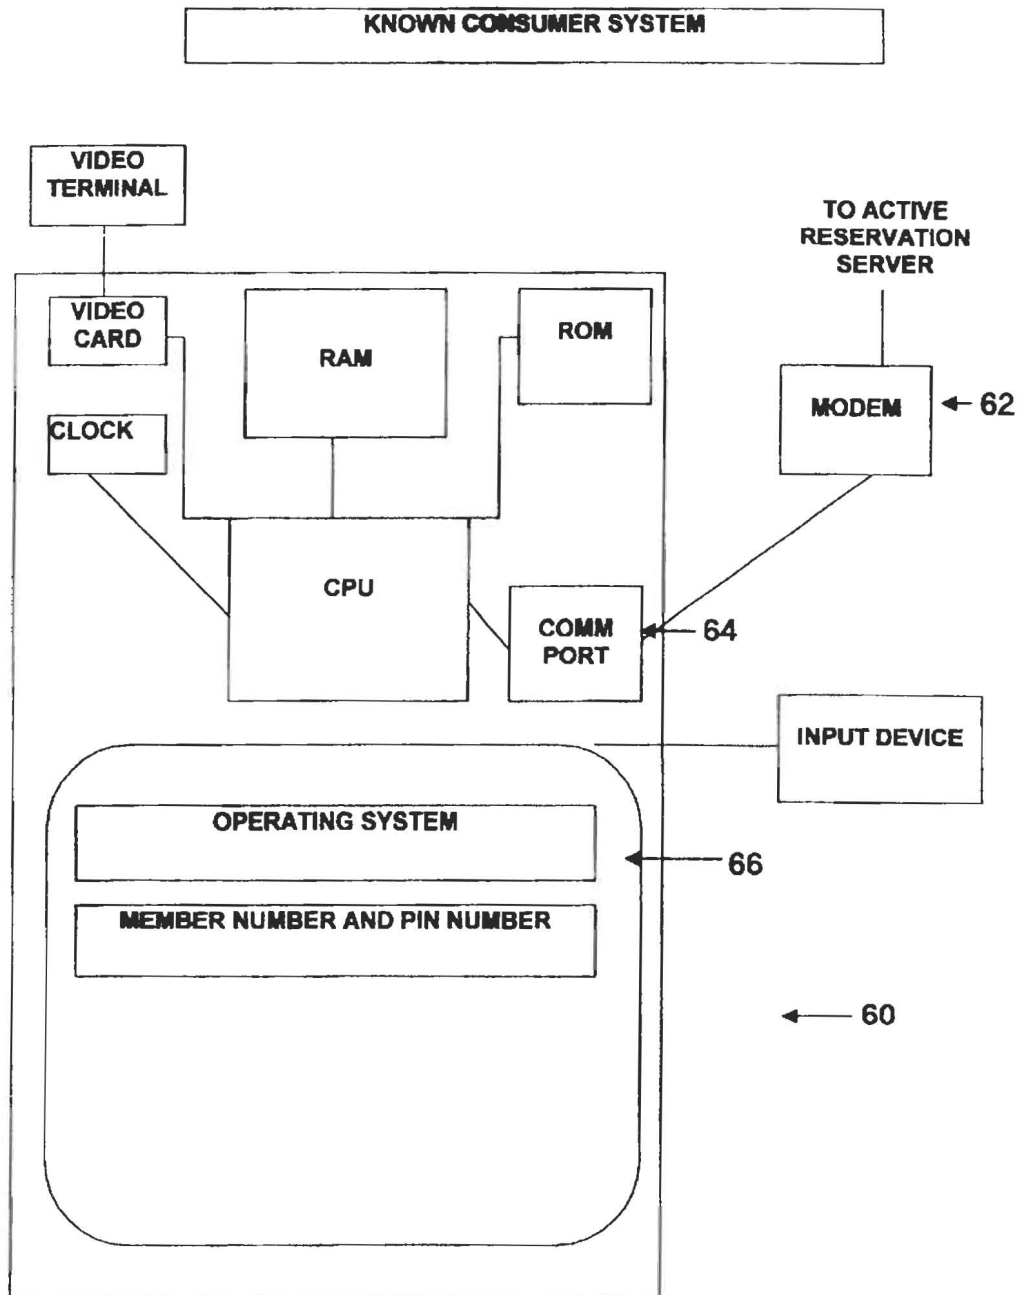 KNOWN CONSUMER SYSTEM
VIDEO
TERMINAL
TO ACTIVE
RESERVATION
SERVER
VIDEO
CARD
RAM
ROM
MODEM
62
CLOCK
CPU
COMM
PORT
64
INPUT DEVICE
OPERATING SYSTEM
66
MEMBER NUMBER AND PIN NUMBER
60